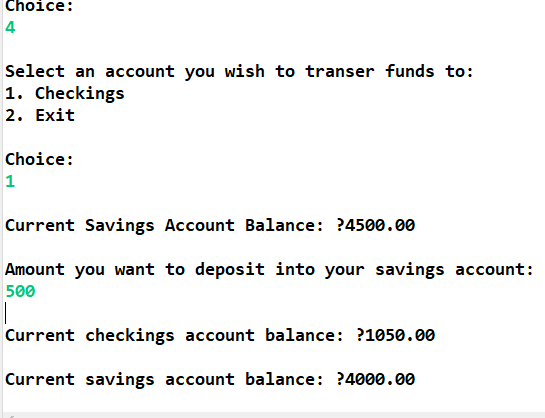 Choice:
4
Select an account you wish to transer funds to:
1. Checkings
2. Exit
Choice:
1
Current Savings Account Balance: ?4500.00
Amount you want to deposit into your savings account:
500
Current checkings account balance: ?1050.00
Current savings account balance: ?4000.00